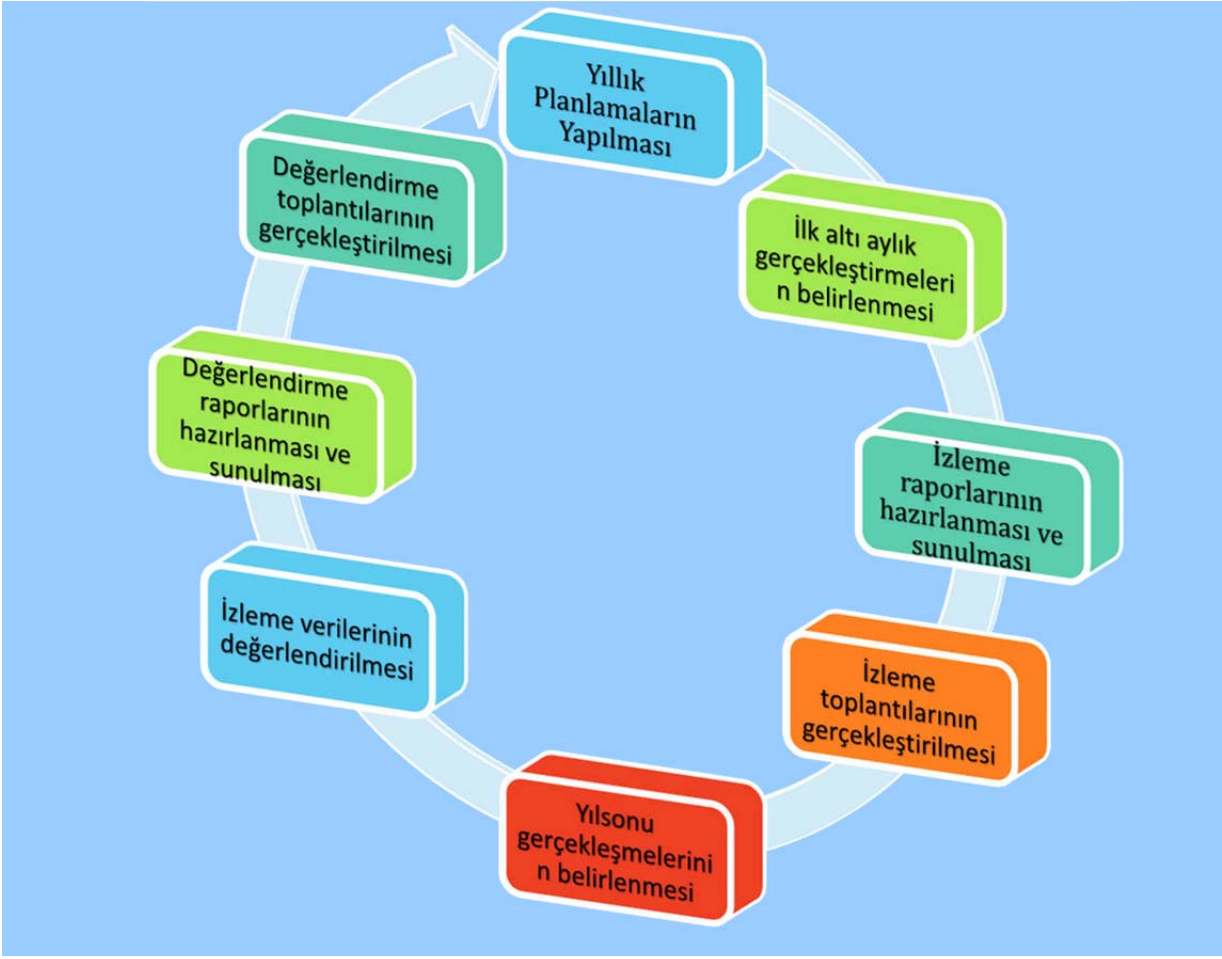 Yıllık
Planlamaların
Yapılması
İlk altı aylık
gerçekleştirmeleri
n belirlenmesi
İzleme
raporlarının
hazırlanması ve
sunulması
İzleme
toplantılarının
gerçekleştirilmesi
Yılsonu
gerçekleşmelerini
n belirlenmesi
İzleme verilerinin
değerlendirilmesi
Değerlendirme
raporlarının
hazırlanması ve
sunulması
Değerlendirme
toplantılarının
gerçekleştirilmesi